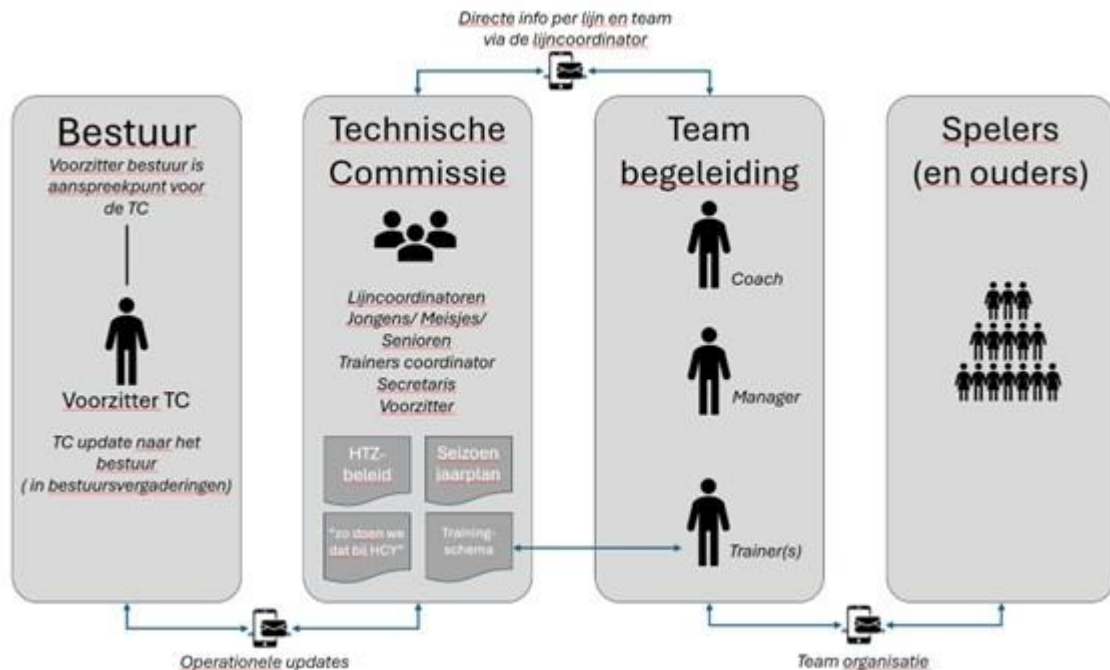 Directe info per lijn en team
via de lijncoordinator
Bestuur
Voorzitter bestuur is
aanspreekpunt voor
de TC
Voorzitter TC
TC update naar het
bestuur
( in bestuursvergaderingen)
Technische
Commissie
Lijncoordinatoren
Jongens/ Meisjes/
Senioren
Trainers coordinator
Secretaris
Voorzitter
HTZ-
beleid
Seizoen
jaarplan
"zo doen we
dat bij HCY"
Training-
schema
Team
begeleiding
Coach
Manager
Trainer(s)
Spelers
(en ouders)
Operationele updates
Team organisatie